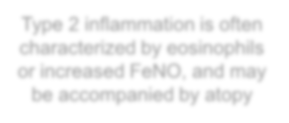 Type 2 inflammation is often
characterized by eosinophils
or increased FeNO, and may
be accompanied by atopy